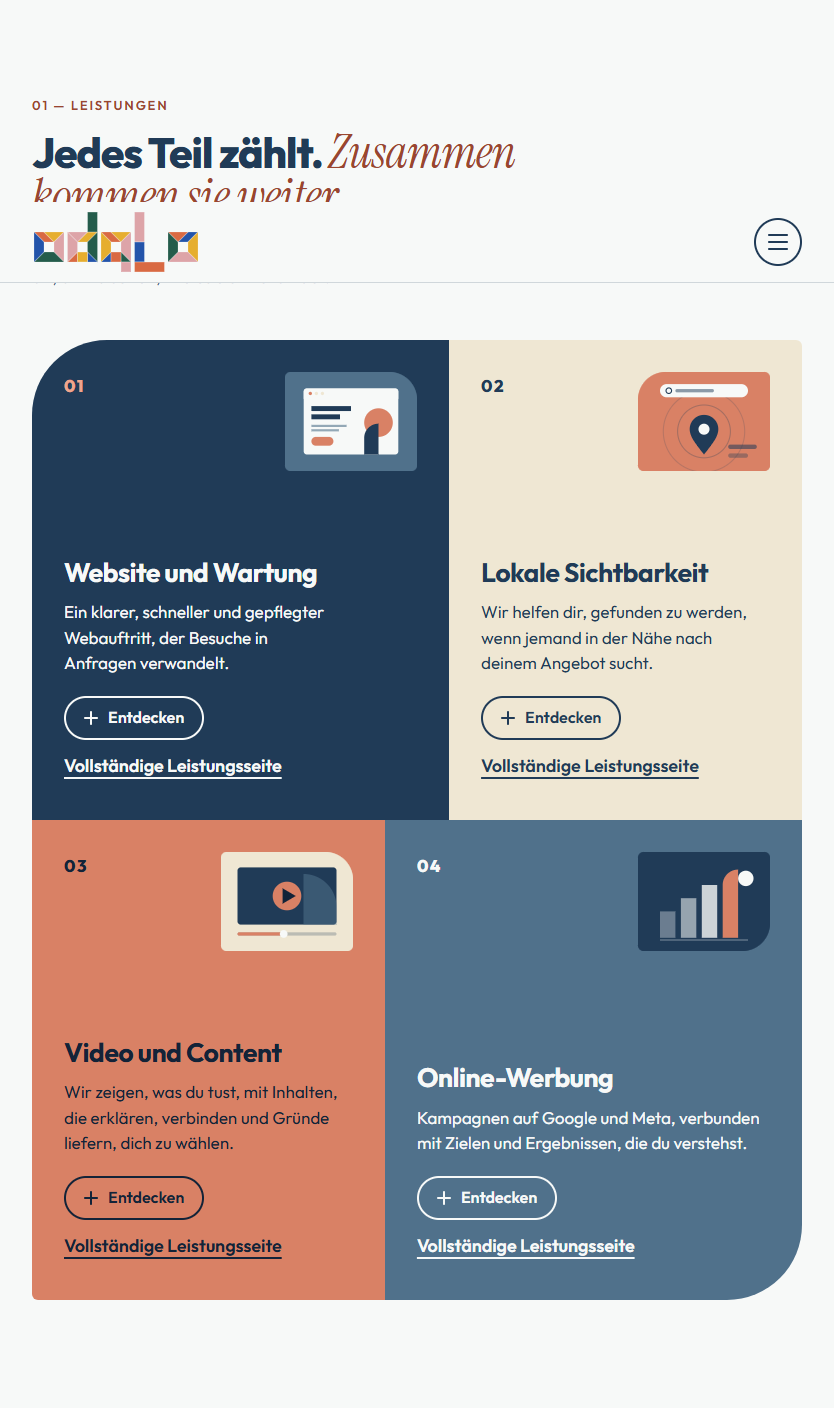 01 — LEISTUNGEN
Jedes Teil zählt. Zusammen
kommen sie weiter
01
Website und Wartung
Ein klarer, schneller und gepflegter
Webauftritt, der Besuche in
Anfragen verwandelt.
Entdecken
Vollständige Leistungsseite
02
Lokale Sichtbarkeit
Wir helfen dir, gefunden zu werden,
wenn jemand in der Nähe nach
deinem Angebot sucht.
Entdecken
Vollständige Leistungsseite
03
Video und Content
Wir zeigen, was du tust, mit Inhalten,
die erklären, verbinden und Gründe
liefern, dich zu wählen.
Entdecken
Vollständige Leistungsseite
04
Online-Werbung
Kampagnen auf Google und Meta, verbunden
mit Zielen und Ergebnissen, die du verstehst.
Entdecken
Vollständige Leistungsseite